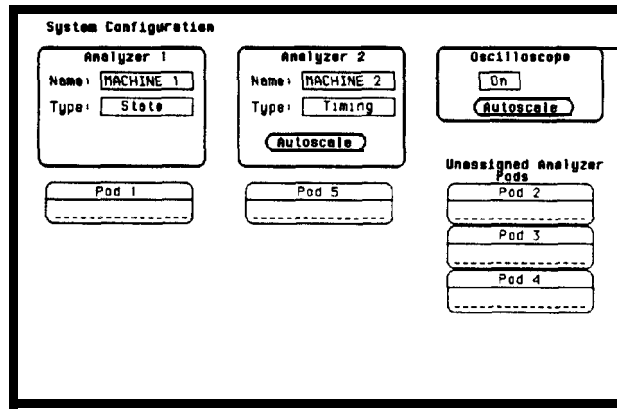 System Configuration
Analyzer 1
Name: MACHINE 1
Type: State
Analyzer 2
Name: MACHINE 2
Type: Timing
Autoscale
Oscilloscope
On
Autoscale
Unassigned Analyzer
Pods
Pod 1
Pod 5
Pod 2
Pod 3
Pod 4